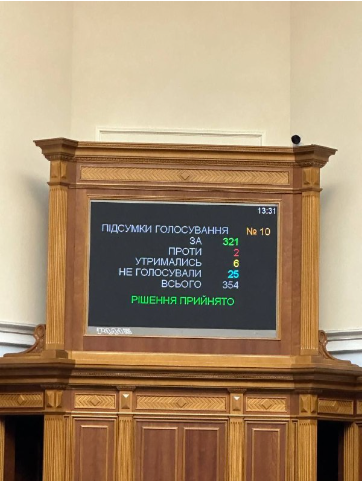 13:31
ПІДСУМКИ ГОЛОСУВАННЯ № 10
ЗА 321
ПРОТИ 2
УТРИМАЛИСЬ 6
НЕ ГОЛОСУВАЛИ 25
ВСЬОГО 354
РІШЕННЯ ПРИЙНЯТО